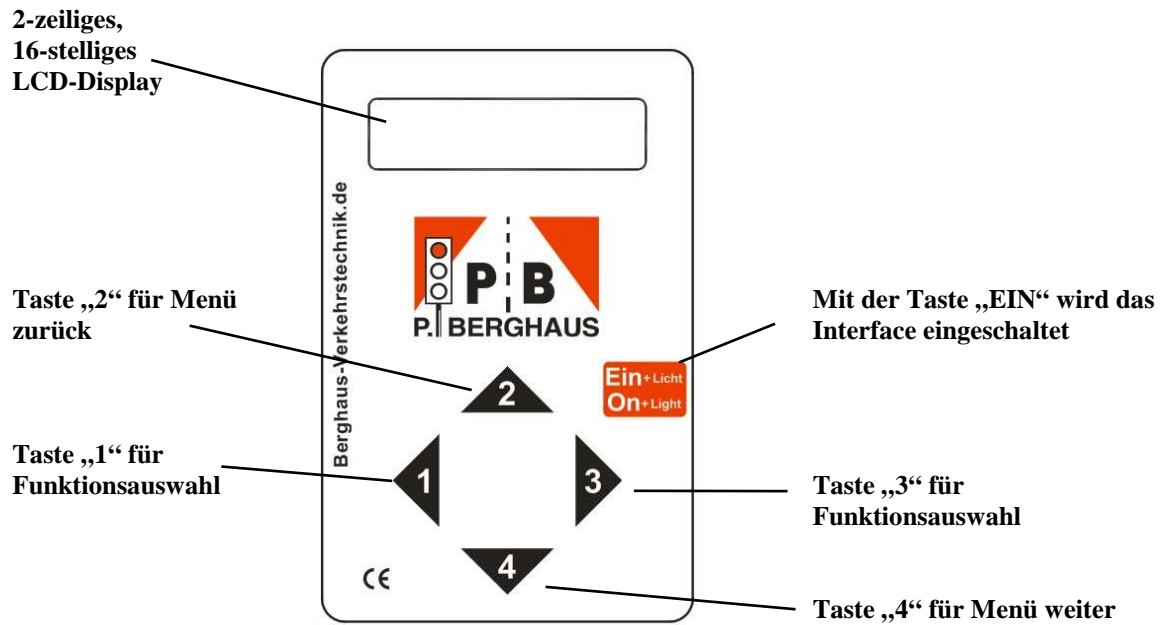 2-zeiliges,
16-stelliges
LCD-Display
Berghaus-Verkehrstechnik.de
P B
P. BERGHAUS
Taste „2“ für Menü
zurück
Mit der Taste „EIN“ wird das
Interface eingeschaltet
2
Ein+Licht
On+Light
Taste „1“ für
Funktionsauswahl
1
3
Taste „3“ für
Funktionsauswahl
4
CE
Taste „4“ für Menü weiter